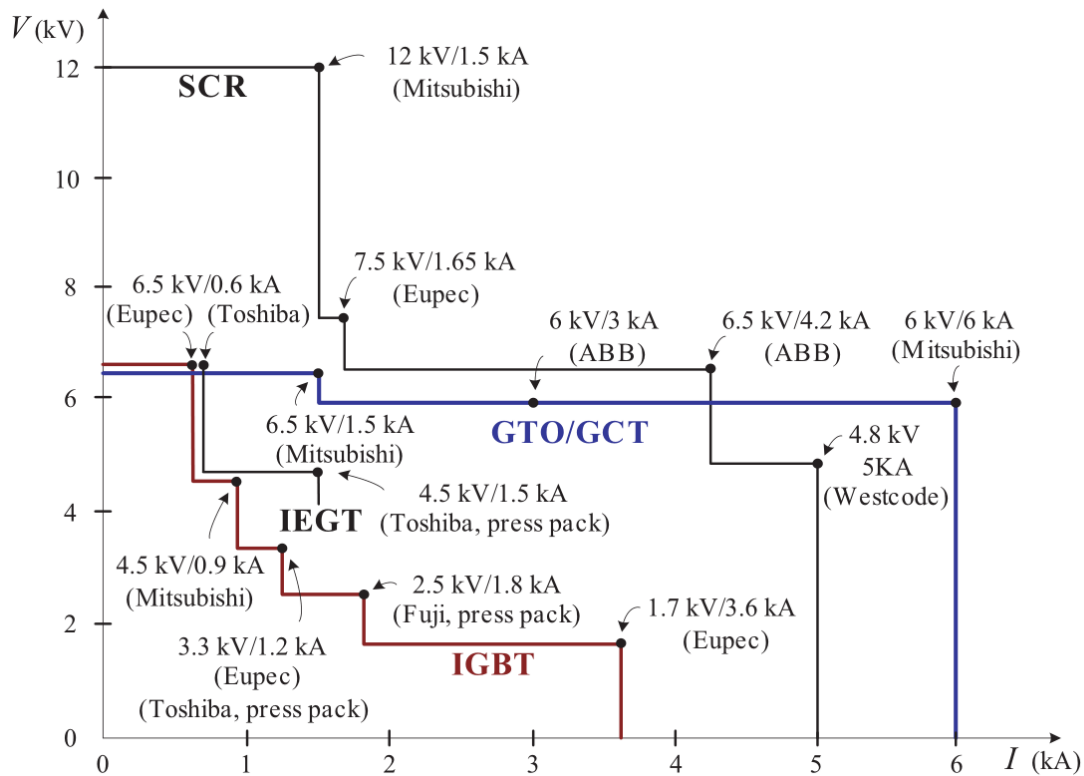 V (kV)
12
10
8
6
4
2
0
SCR
12 kV/1.5 kA
(Mitsubishi)
7.5 kV/1.65 kA
(Eupec)
6.5 kV/0.6 kA
(Eupec) (Toshiba)
6 kV/3 kA
(ABB)
6.5 kV/4.2 kA
(ABB)
6 kV/6 kA
(Mitsubishi)
6.5 kV/1.5 kA
(Mitsubishi)
GTO/GCT
4.8 kV
5KA
(Westcode)
4.5 kV/1.5 kA
(Toshiba, press pack)
IEGT
4.5 kV/0.9 kA
(Mitsubishi)
3.3 kV/1.2 kA
(Eupec)
(Toshiba, press pack)
2.5 kV/1.8 kA
(Fuji, press pack)
1.7 kV/3.6 kA
(Eupec)
IGBT
0 1 2 3 4 5 6 I (kA)